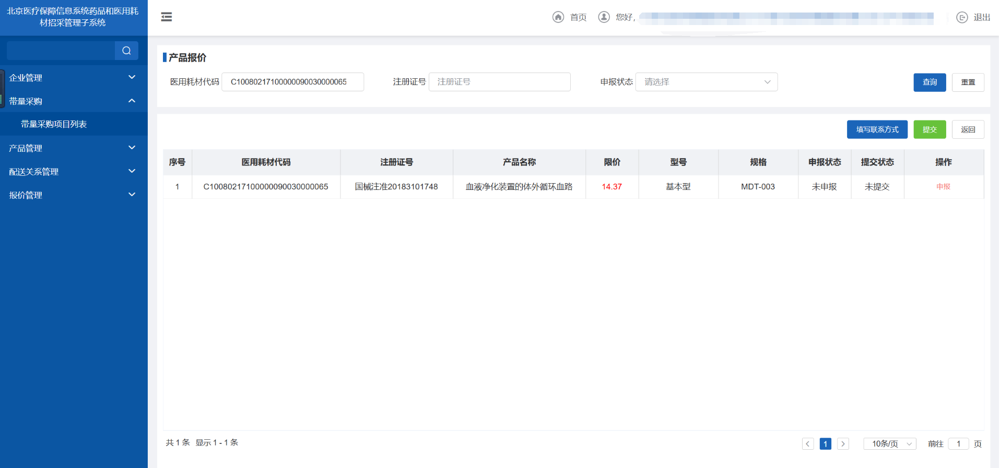 北京医疗保障信息系统药品和医用耗
材招采管理子系统
首页
您好,
退出
企业管理
带量采购
带量采购项目列表
产品管理
配送关系管理
报价管理
产品报价
医用耗材代码 C10080217100000090030000065 注册证号 注册证号 申报状态 请选择 查询 重置
填写联系方式 提交 返回
序号 医用耗材代码 注册证号 产品名称 限价 型号 规格 申报状态 提交状态 操作
1 C10080217100000090030000065 国械注准20183101748 血液净化装置的体外循环血路 14.37 基本型 MDT-003 未申报 未提交 申报
共 1 条 显示 1 - 1 条
1 10条/页 前往 1 页